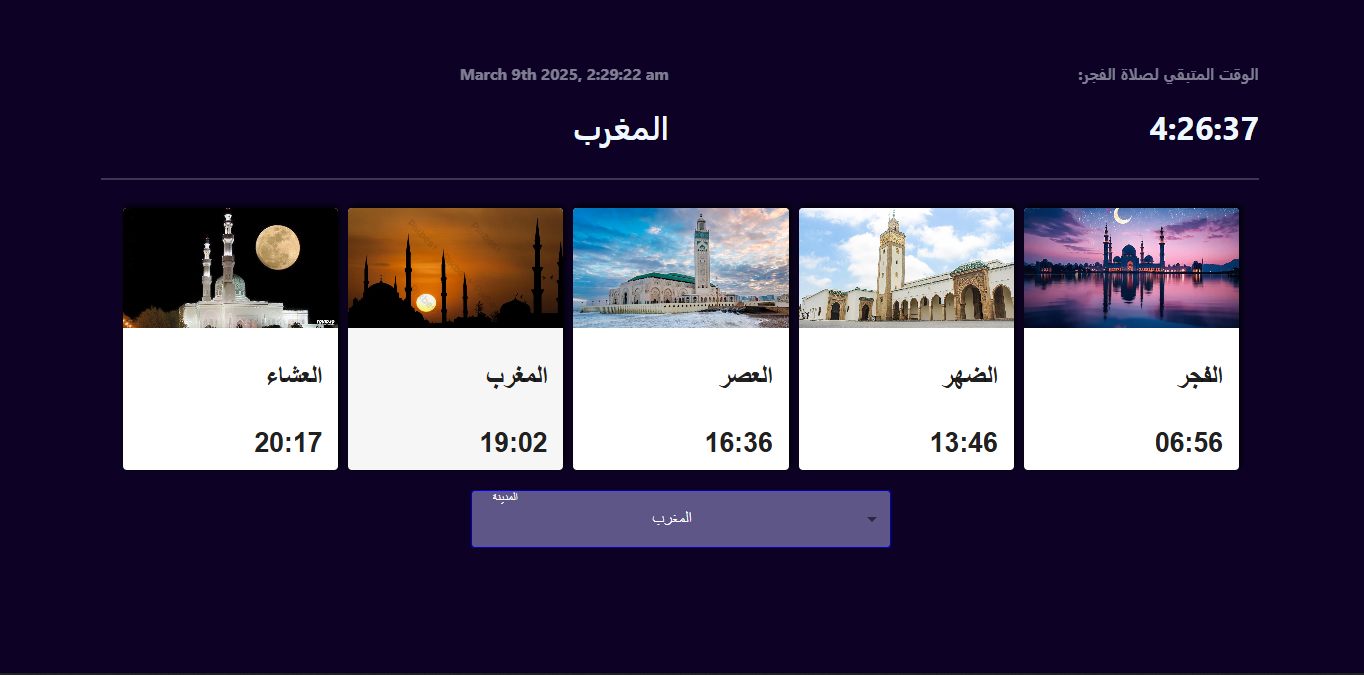 الوقت المتبقي لصلاة الفجر:
4:26:37
March 9th 2025, 2:29:22 am
المغرب
الفجر
06:56
الضهر
13:46
العصر
16:36
المغرب
19:02
العشاء
20:17
المدينة
المغرب